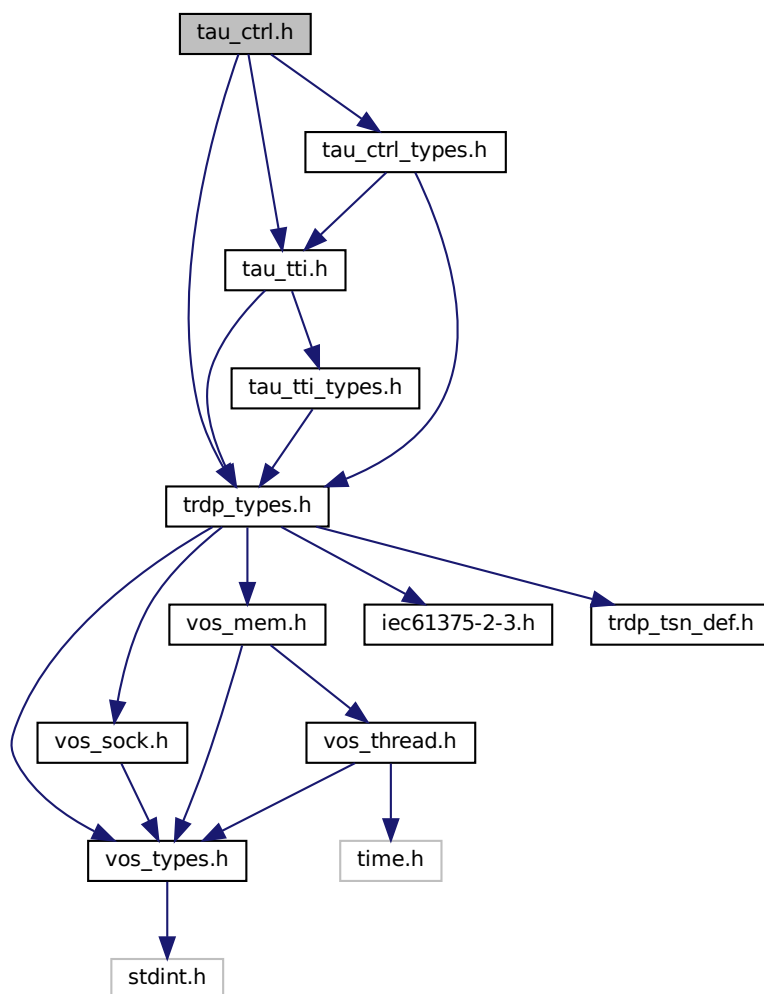 tau_ctrl.h
tau_ctrl_types.h
tau_tti.h
tau_tti_types.h
trdp_types.h
vos_mem.h
iec61375-2-3.h
trdp_tsn_def.h
vos_sock.h
vos_thread.h
vos_types.h
time.h
stdint.h